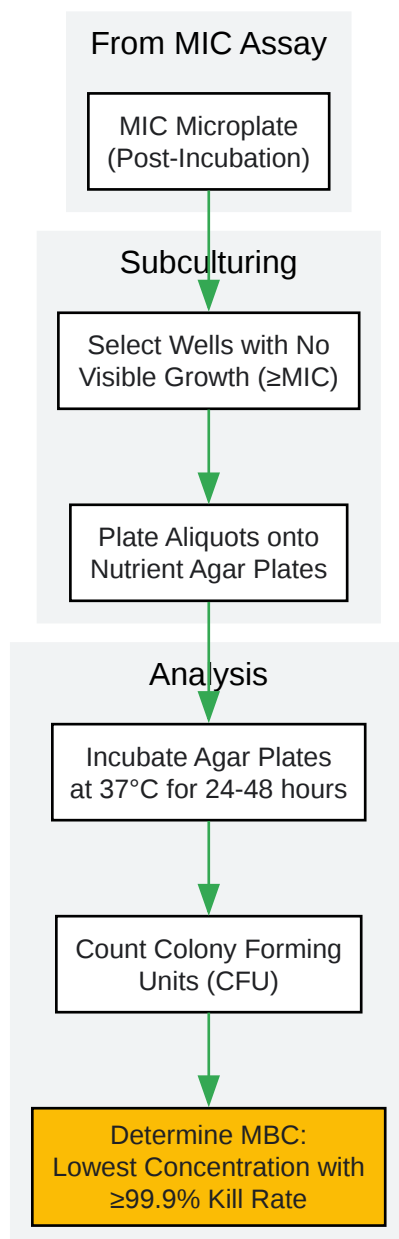 From MIC Assay
MIC Microplate
(Post-Incubation)
Subculturing
Select Wells with No
Visible Growth (≥MIC)
Plate Aliquots onto
Nutrient Agar Plates
Analysis
Incubate Agar Plates
at 37°C for 24-48 hours
Count Colony Forming
Units (CFU)
Determine MBC:
Lowest Concentration with
≥99.9% Kill Rate